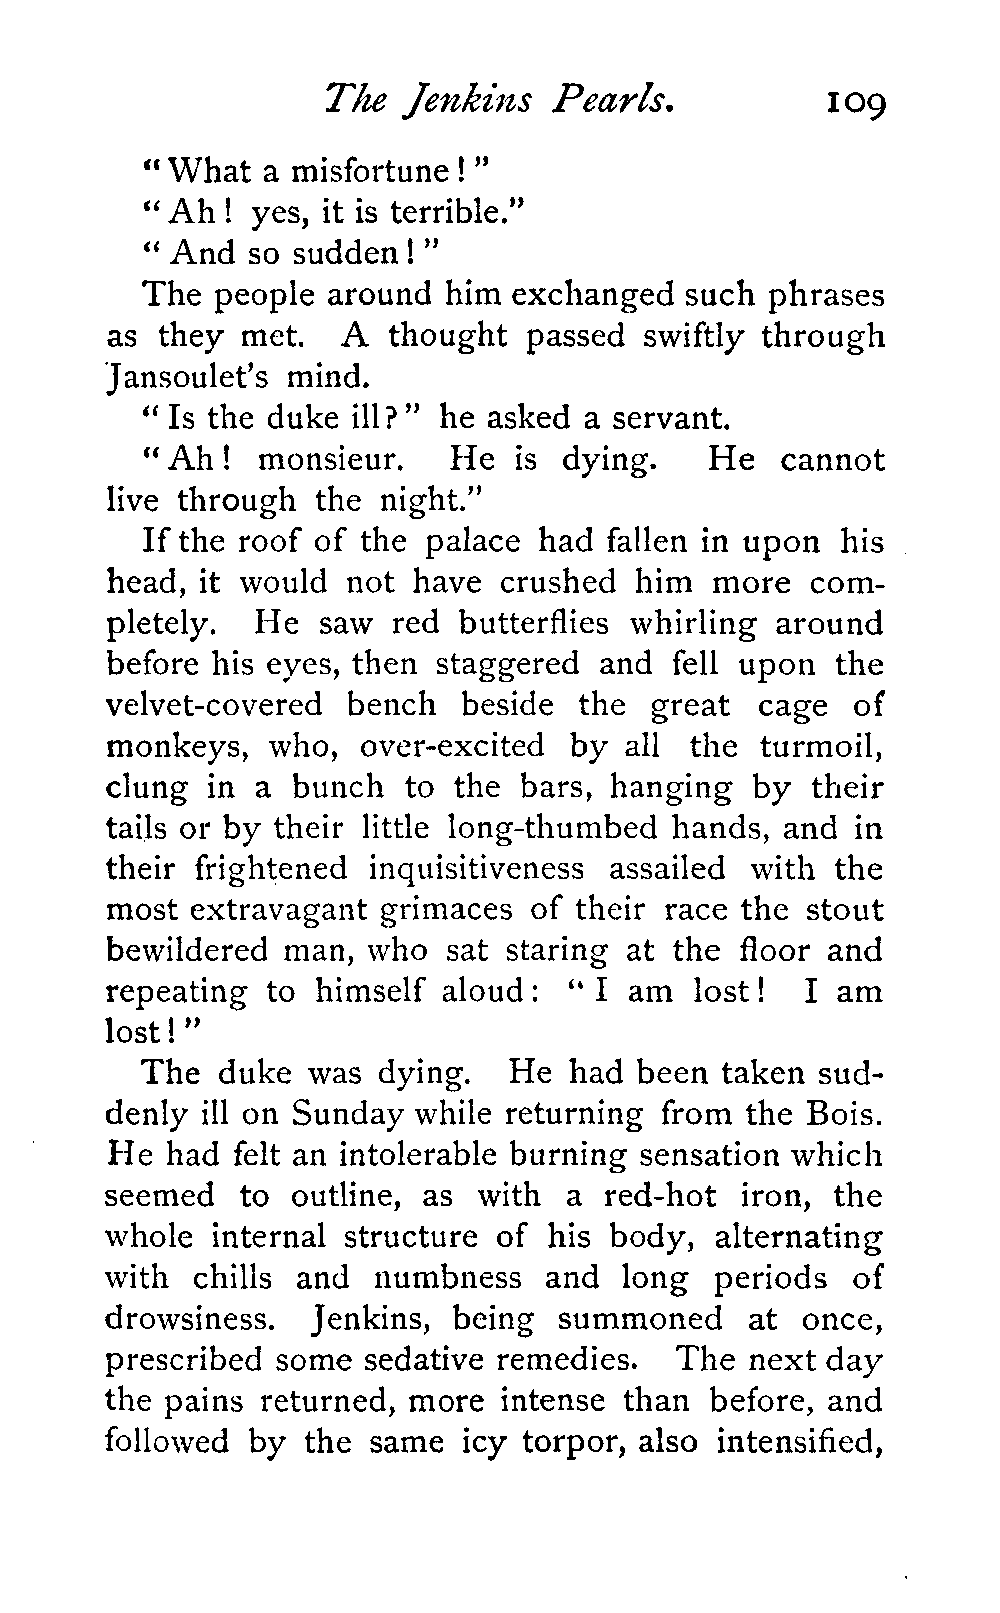 The Jenkins Pearls. 109
“What a misfortune!”
“Ah! yes, it is terrible.”
“And so sudden!”
The people around him exchanged such phrases
as they met. A thought passed swiftly through
Jansoulet’s mind.
“Is the duke ill?” he asked a servant.
“Ah! monsieur. He is dying. He cannot
live through the night.”
If the roof of the palace had fallen in upon his
head, it would not have crushed him more com-
pletely. He saw red butterflies whirling around
before his eyes, then staggered and fell upon the
velvet-covered bench beside the great cage of
monkeys, who, over-excited by all the turmoil,
clung in a bunch to the bars, hanging by their
tails or by their little long-thumbed hands, and in
their frightened inquisitiveness assailed with the
most extravagant grimaces of their race the stout
bewildered man, who sat staring at the floor and
repeating to himself aloud: “I am lost! I am
lost!”
The duke was dying. He had been taken sud-
denly ill on Sunday while returning from the Bois.
He had felt an intolerable burning sensation which
seemed to outline, as with a red-hot iron, the
whole internal structure of his body, alternating
with chills and numbness and long periods of
drowsiness. Jenkins, being summoned at once,
prescribed some sedative remedies. The next day
the pains returned, more intense than before, and
followed by the same icy torpor, also intensified,